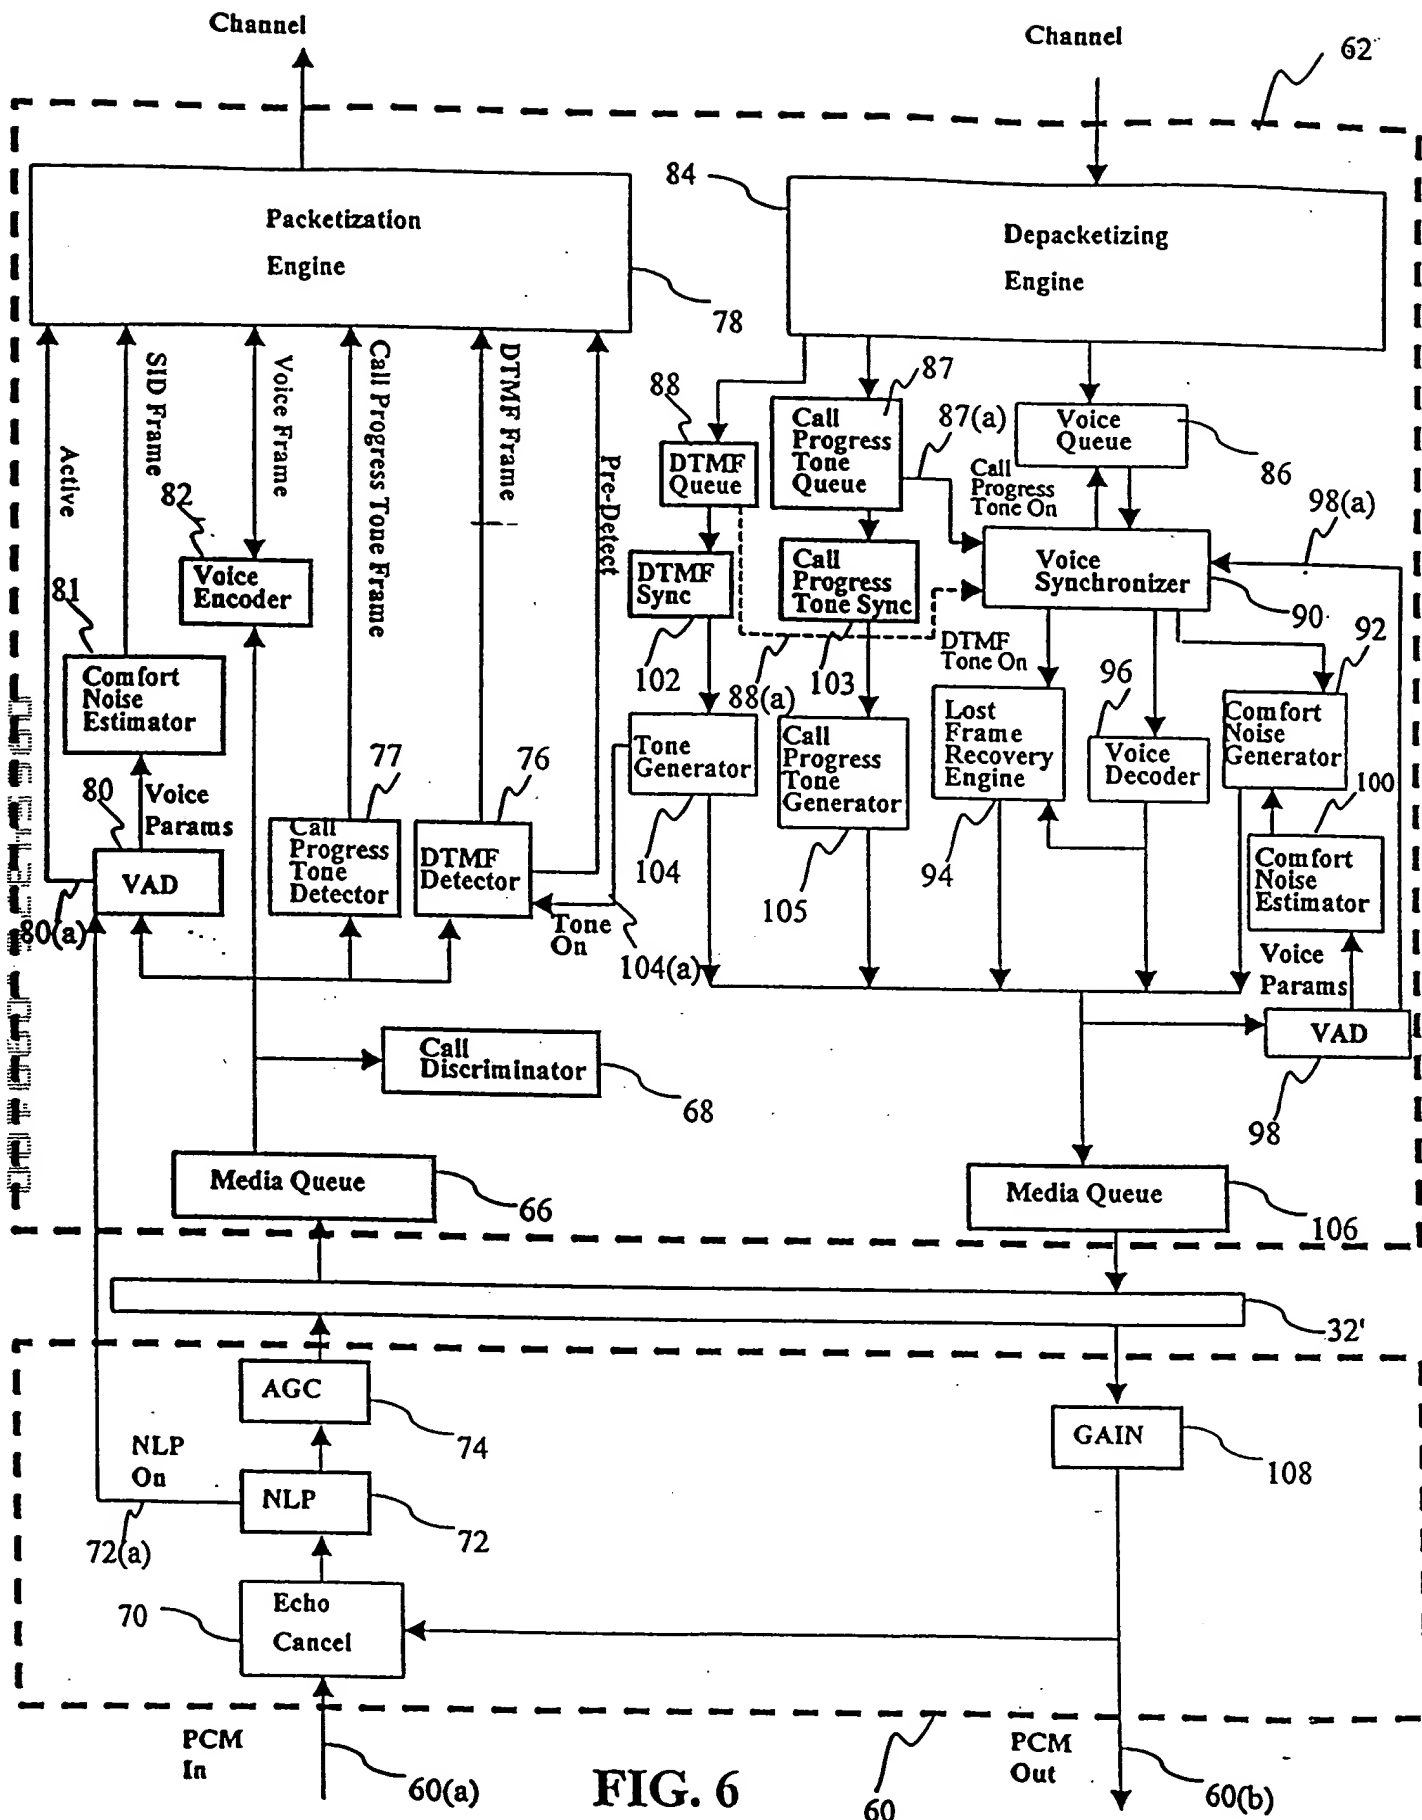 Channel
Channel
62
Packetization
Engine
78
84
Depacketizing
Engine
Active
SID Frame
Voice Frame
Call Progress Tone Frame
DTMF Frame
Pre-Detect
88
DTMF
Queue
87
Call
Progress
Tone
Queue
87(a)
Voice
Queue
86
Call
Progress
Tone On
98(a)
82
Voice
Encoder
81
Comfort
Noise
Estimator
DTMF
Sync
102
Call
Progress
Tone Sync
103
88(a)
Voice
Synchronizer
90
92
DTMF
Tone On
96
Lost
Frame
Recovery
Engine
94
Voice
Decoder
Comfort
Noise
Generator
100
Tone
Generator
104
Call
Progress
Tone
Generator
105
80
Voice
Params
77
76
VAD
80(a)
Call
Progress
Tone
Detector
DTMF
Detector
Tone
On
104(a)
Comfort
Noise
Estimator
Voice
Params
VAD
98
Call
Discriminator
68
Media Queue
66
Media Queue
106
32'
AGC
74
GAIN
108
NLP
On
NLP
72
72(a)
70
Echo
Cancel
PCM
In
60(a)
FIG. 6
60
PCM
Out
60(b)